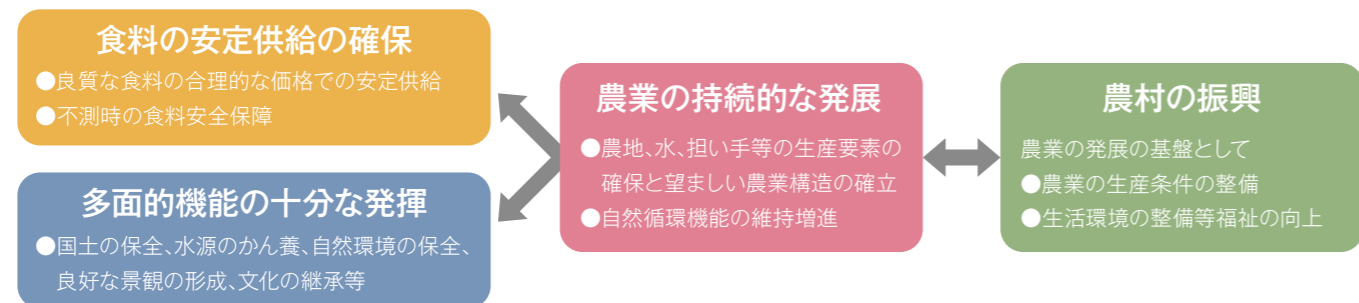 食料の安定供給の確保
●良質な食料の合理的な価格での安定供給
●不測時の食料安全保障
多面的機能の十分な発揮
●国土の保全、水源のかん養、自然環境の保全、
良好な景観の形成、文化の継承等
農業の持続的な発展
●農地、水、担い手等の生産要素の
確保と望ましい農業構造の確立
●自然循環機能の維持増進
農村の振興
農業の発展の基盤として
●農業の生産条件の整備
●生活環境の整備等福祉の向上